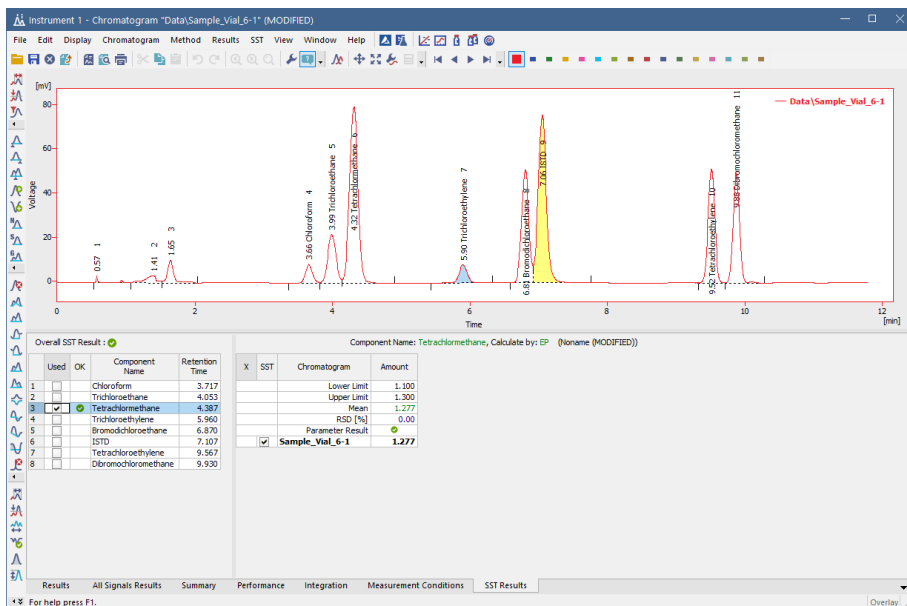 Instrument 1 - Chromatogram "Data\Sample_Vial_6-1" (MODIFIED)
File Edit Display Chromatogram Method Results SST View Window Help
[mV]
80
60
40
20
0
Voltage
Data\Sample_Vial_6-1
0.57 1
1.41 2
1.65 3
3.66 Chloroform 4
3.99 Trichloroethane 5
4.32 Tetrachlormethane 6
5.90 Trichloroethylene 7
6.81 Bromodichloroethane 8
7.06 ISTD 9
9.52 Tetrachloroethylene 10
9.88 Dibromochloromethane 11
0 2 4 6 8 10 12
Time
[min]
Overall SST Result :
Used OK Component Name Retention Time
1 Chloroform 3.717
2 Trichloroethane 4.053
3 Tetrachlormethane 4.387
4 Trichloroethylene 5.960
5 Bromodichloroethane 6.870
6 ISTD 7.107
7 Tetrachloroethylene 9.567
8 Dibromochloromethane 9.930
Component Name: Tetrachlormethane, Calculate by: EP (Noname (MODIFIED))
X SST Chromatogram Amount
Lower Limit 1.100
Upper Limit 1.300
Mean 1.277
RSD [%] 0.00
Parameter Result
Sample_Vial_6-1 1.277
Results All Signals Results Summary Performance Integration Measurement Conditions SST Results
For help press F1.
Overlay